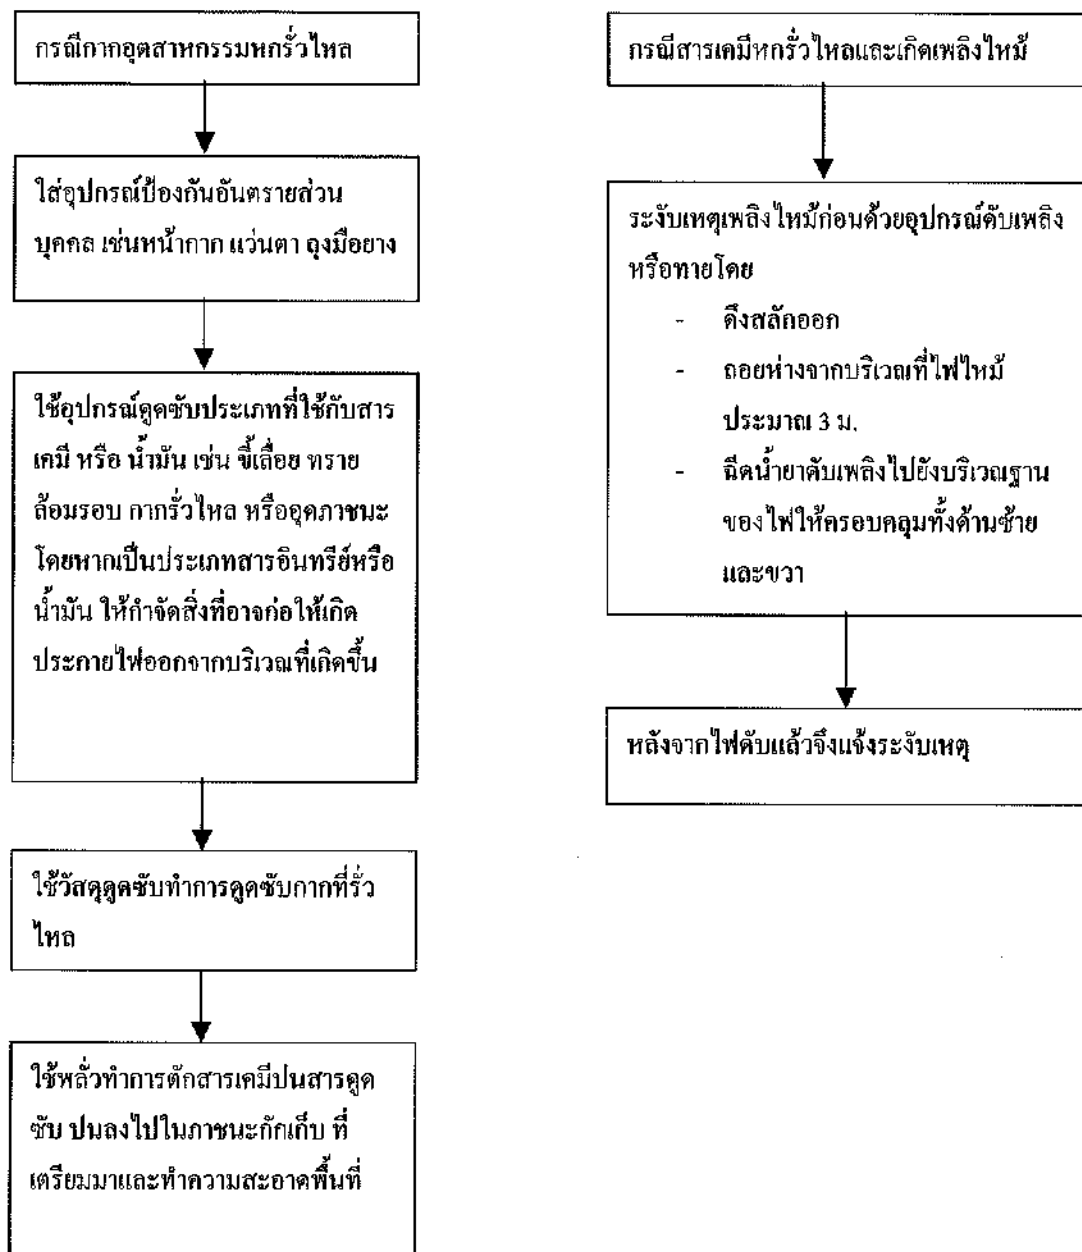 กรณีกากอุตสาหกรรมหกรั่วไหล
ใส่อุปกรณ์ป้องกันอันตรายส่วน
บุคคล เช่นหน้ากาก แว่นตา ถุงมือยาง
ใช้อุปกรณ์ดูดซับประเภทที่ใช้กับสาร
เคมี หรือ น้ำมัน เช่น ขี้เลื่อย ทราย
ล้อมรอบ กากรั่วไหล หรืออุดภาชนะ
โดยหากเป็นประเภทสารอินทรีย์หรือ
น้ำมัน ให้กำจัดสิ่งที่อาจก่อให้เกิด
ประกายไฟออกจากบริเวณที่เกิดขึ้น
ใช้วัสดุดูดซับทำการดูดซับกากที่รั่ว
ไหล
ใช้พลั่วทำการตักสารเคมีปนสารดูด
ซับ ปนลงไปในภาชนะกักเก็บ ที่
เตรียมมาและทำความสะอาดพื้นที่
กรณีสารเคมีหกรั่วไหลและเกิดเพลิงไหม้
ระงับเหตุเพลิงไหม้ก่อนด้วยอุปกรณ์ดับเพลิง
หรือทายโดย
- ดึงสลักออก
- ถอยห่างจากบริเวณที่ไฟไหม้
ประมาณ 3 ม.
- ฉีดน้ำยาดับเพลิงไปยังบริเวณฐาน
ของไฟให้ครอบคลุมทั้งด้านซ้าย
และขวา
หลังจากไฟดับแล้วจึงแจ้งระงับเหตุ